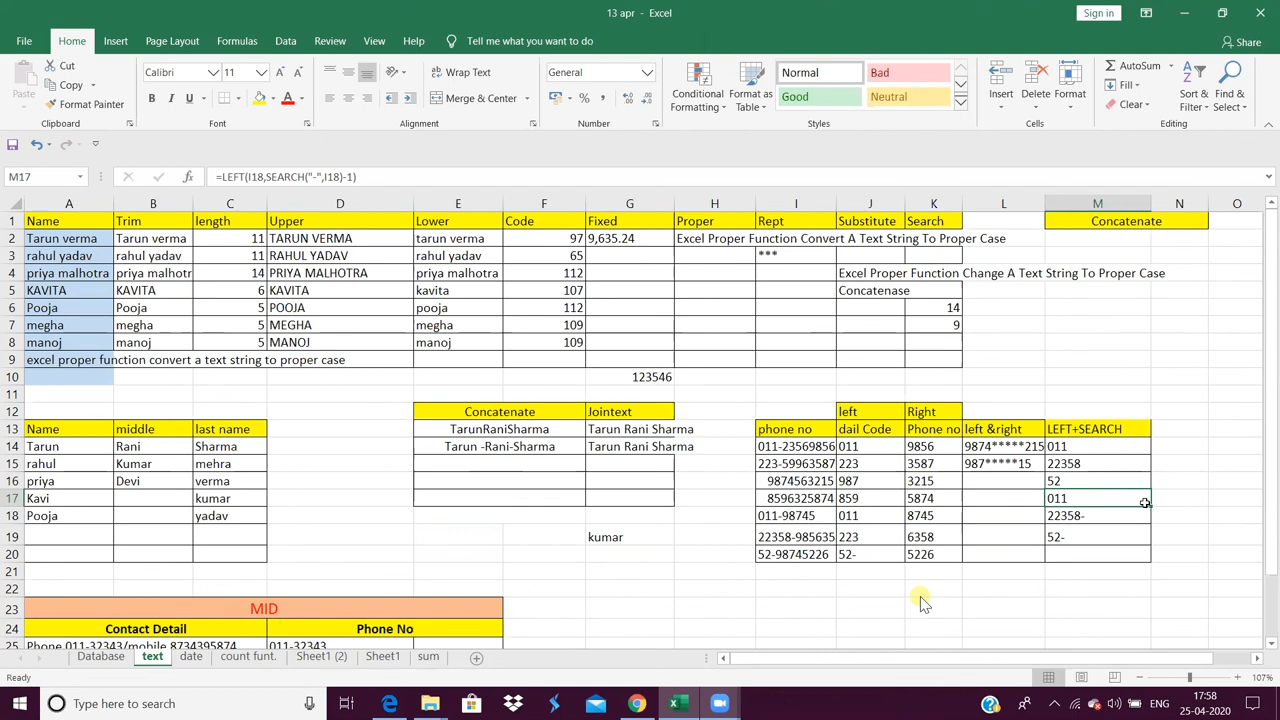 13 apr - Excel
Sign in
File Home Insert Page Layout Formulas Data Review View Help Tell me what you want to do Share
Paste Cut Copy Format Painter Calibri 11 Wrap Text Merge & Center General Conditional Formatting Format as Table Normal Bad Good Neutral Insert Delete Format AutoSum Fill Clear Sort & Filter Find & Select
B I U A % ,
Clipboard Font Alignment Number Styles Cells Editing
M17 fx =LEFT(I18,SEARCH("-",I18)-1)
A B C D E F G H I J K L M N O
1 Name Trim length Upper Lower Code Fixed Proper Rept Substitute Search Concatenate
2 Tarun verma Tarun verma 11 TARUN VERMA tarun verma 97 9,635.24 Excel Proper Function Convert A Text String To Proper Case
3 rahul yadav rahul yadav 11 RAHUL YADAV rahul yadav 65 ***
4 priya malhotra priya malhotr 14 PRIYA MALHOTRA priya malhotra 112 Excel Proper Function Change A Text String To Proper Case
5 KAVITA KAVITA 6 KAVITA kavita 107 Concatenase
6 Pooja Pooja 5 POOJA pooja 112 14
7 megha megha 5 MEGHA megha 109 9
8 manoj manoj 5 MANOJ manoj 109
9 excel proper function convert a text string to proper case
10 123546
11
12 Concatenate Jointext left Right
13 Name middle last name TarunRaniSharma Tarun Rani Sharma phone no dail Code Phone no left &right LEFT+SEARCH
14 Tarun Rani Sharma Tarun -Rani-Sharma Tarun Rani Sharma 011-23569856 011 9856 9874*****215 011
15 rahul Kumar mehra 223-59963587 223 3587 987*****15 22358
16 priya Devi verma 9874563215 987 3215 52
17 Kavi kumar 8596325874 859 5874 011
18 Pooja yadav 011-98745 011 8745 22358-
19 kumar 22358-985635 223 6358 52-
20 52-98745226 52- 5226
21
22
23 MID
24 Contact Detail Phone No
25 Phone 011-32343/mobile 8734395874 011-32343
Database text date count funt. Sheet1 (2) Sheet1 sum
107%
Type here to search
17:58
25-04-2020